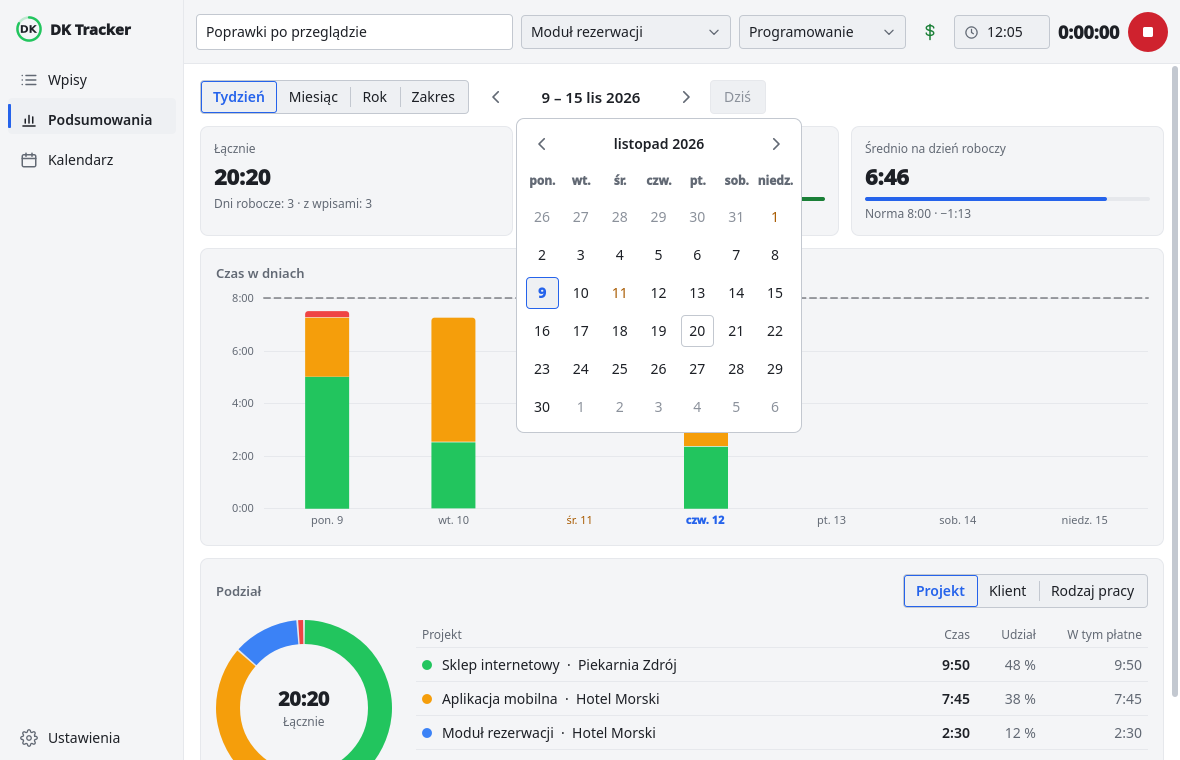 DK DK Tracker
Poprawki po przeglądzie
Moduł rezerwacji
Programowanie
$
12:05
0:00:00
Wpisy
Podsumowania
Kalendarz
Ustawienia
Tydzień Miesiąc Rok Zakres
9 – 15 lis 2026
Dziś
Łącznie
20:20
Dni robocze: 3 · z wpisami: 3
Średnio na dzień roboczy
6:46
Norma 8:00 · −1:13
listopad 2026
pon. wt. śr. czw. pt. sob. niedz.
26 27 28 29 30 31 1
2 3 4 5 6 7 8
9 10 11 12 13 14 15
16 17 18 19 20 21 22
23 24 25 26 27 28 29
30 1 2 3 4 5 6
Czas w dniach
8:00
6:00
4:00
2:00
0:00
pon. 9 wt. 10 śr. 11 czw. 12 pt. 13 sob. 14 niedz. 15
Podział
Projekt Klient Rodzaj pracy
20:20
Łącznie
Projekt Czas Udział W tym płatne
Sklep internetowy · Piekarnia Zdrój 9:50 48 % 9:50
Aplikacja mobilna · Hotel Morski 7:45 38 % 7:45
Moduł rezerwacji · Hotel Morski 2:30 12 % 2:30